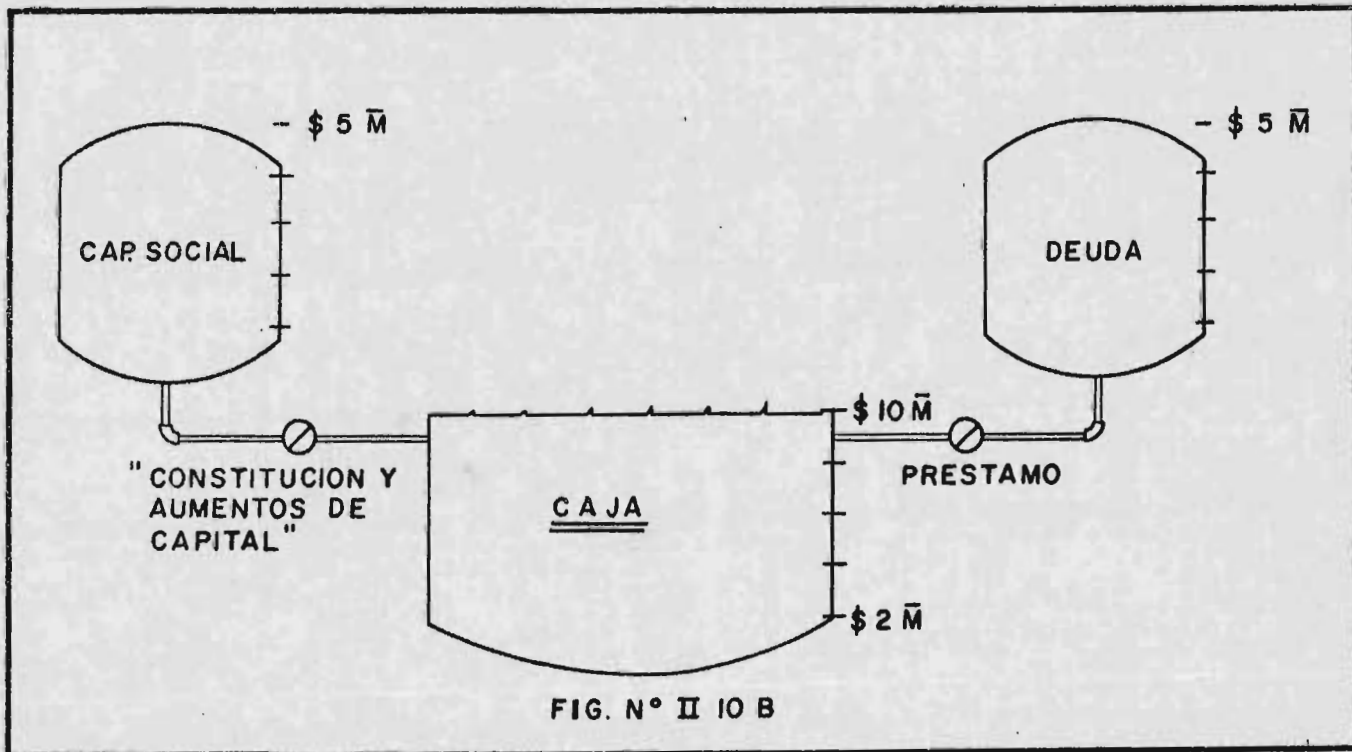 - $ 5 M̄
- $ 5 M̄
CAP. SOCIAL
DEUDA
$ 10 M̄
"CONSTITUCION Y
AUMENTOS DE
CAPITAL"
PRESTAMO
CAJA
$ 2 M̄
FIG. N° II 10 B